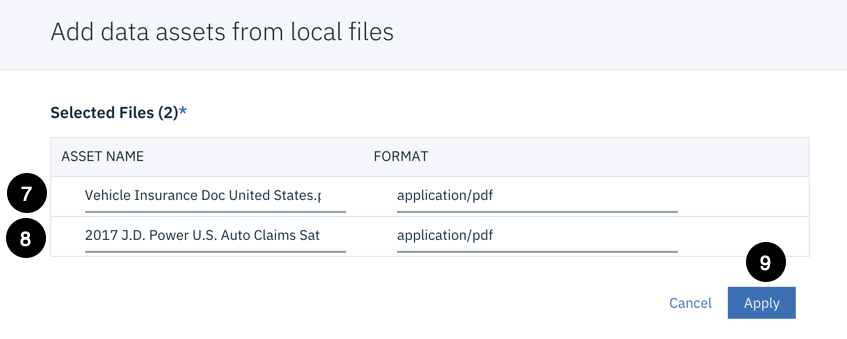 Add data assets from local files
Selected Files (2)*
ASSET NAME FORMAT
7 Vehicle Insurance Doc United States.p application/pdf
8 2017 J.D. Power U.S. Auto Claims Sat application/pdf
9
Cancel Apply